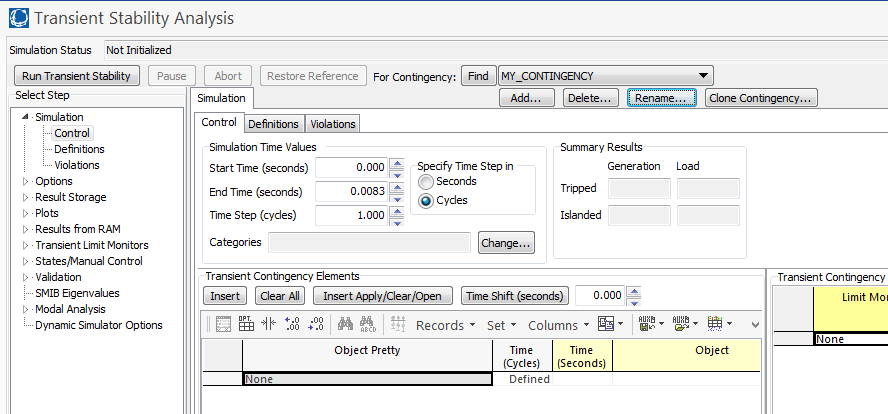 Transient Stability Analysis
Simulation Status Not Initialized
Run Transient Stability Pause Abort Restore Reference For Contingency: Find MY_CONTINGENCY
Add... Delete... Rename... Clone Contingency...
Select Step
Simulation
Control
Definitions
Violations
Options
Result Storage
Plots
Results from RAM
Transient Limit Monitors
States/Manual Control
Validation
SMIB Eigenvalues
Modal Analysis
Dynamic Simulator Options
Simulation
Control Definitions Violations
Simulation Time Values
Start Time (seconds) 0.000
End Time (seconds) 0.0083
Time Step (cycles) 1.000
Specify Time Step in
Seconds
Cycles
Categories Change...
Summary Results
Generation Load
Tripped
Islanded
Transient Contingency Elements
Insert Clear All Insert Apply/Clear/Open Time Shift (seconds) 0.000
Records Set Columns
Object Pretty Time (Cycles) Time (Seconds) Object
None Defined
Transient Contingency
Limit Mo
None